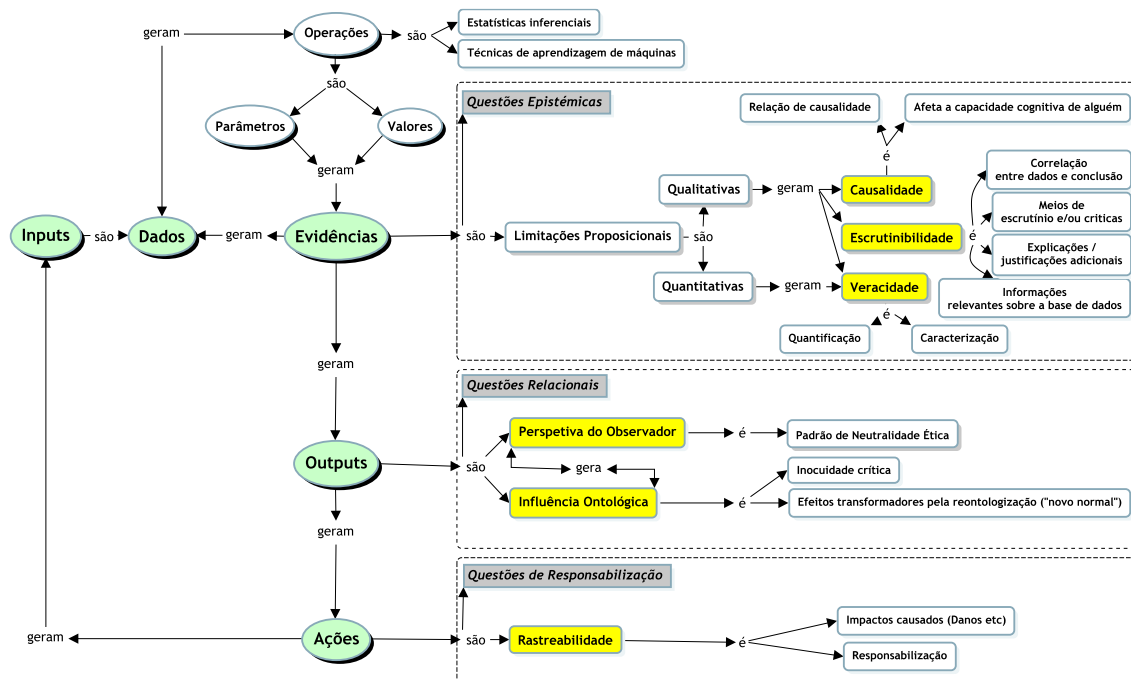 Estatísticas inferenciais
geram
Operações
são
Técnicas de aprendizagem de máquinas
são
Parâmetros
Valores
geram
Inputs
são
Dados
geram
Evidências
são
Questões Epistémicas
Relação de causalidade
Afeta a capacidade cognitiva de alguém
é
Qualitativas
geram
Causalidade
Correlação
entre dados e conclusão
Limitações Proposicionais
são
Escrutinibilidade
é
Meios de
escrutínio e/ou criticas
Explicações /
justificações adicionais
Quantitativas
geram
Veracidade
Informações
relevantes sobre a base de dados
é
Quantificação
Caracterização
geram
Questões Relacionais
Outputs
são
Perspetiva do Observador
é
Padrão de Neutralidade Ética
gera
Influência Ontológica
é
Inocuidade crítica
Efeitos transformadores pela reontologização ("novo normal")
geram
Questões de Responsabilização
geram
Ações
são
Rastreabilidade
é
Impactos causados (Danos etc)
Responsabilização